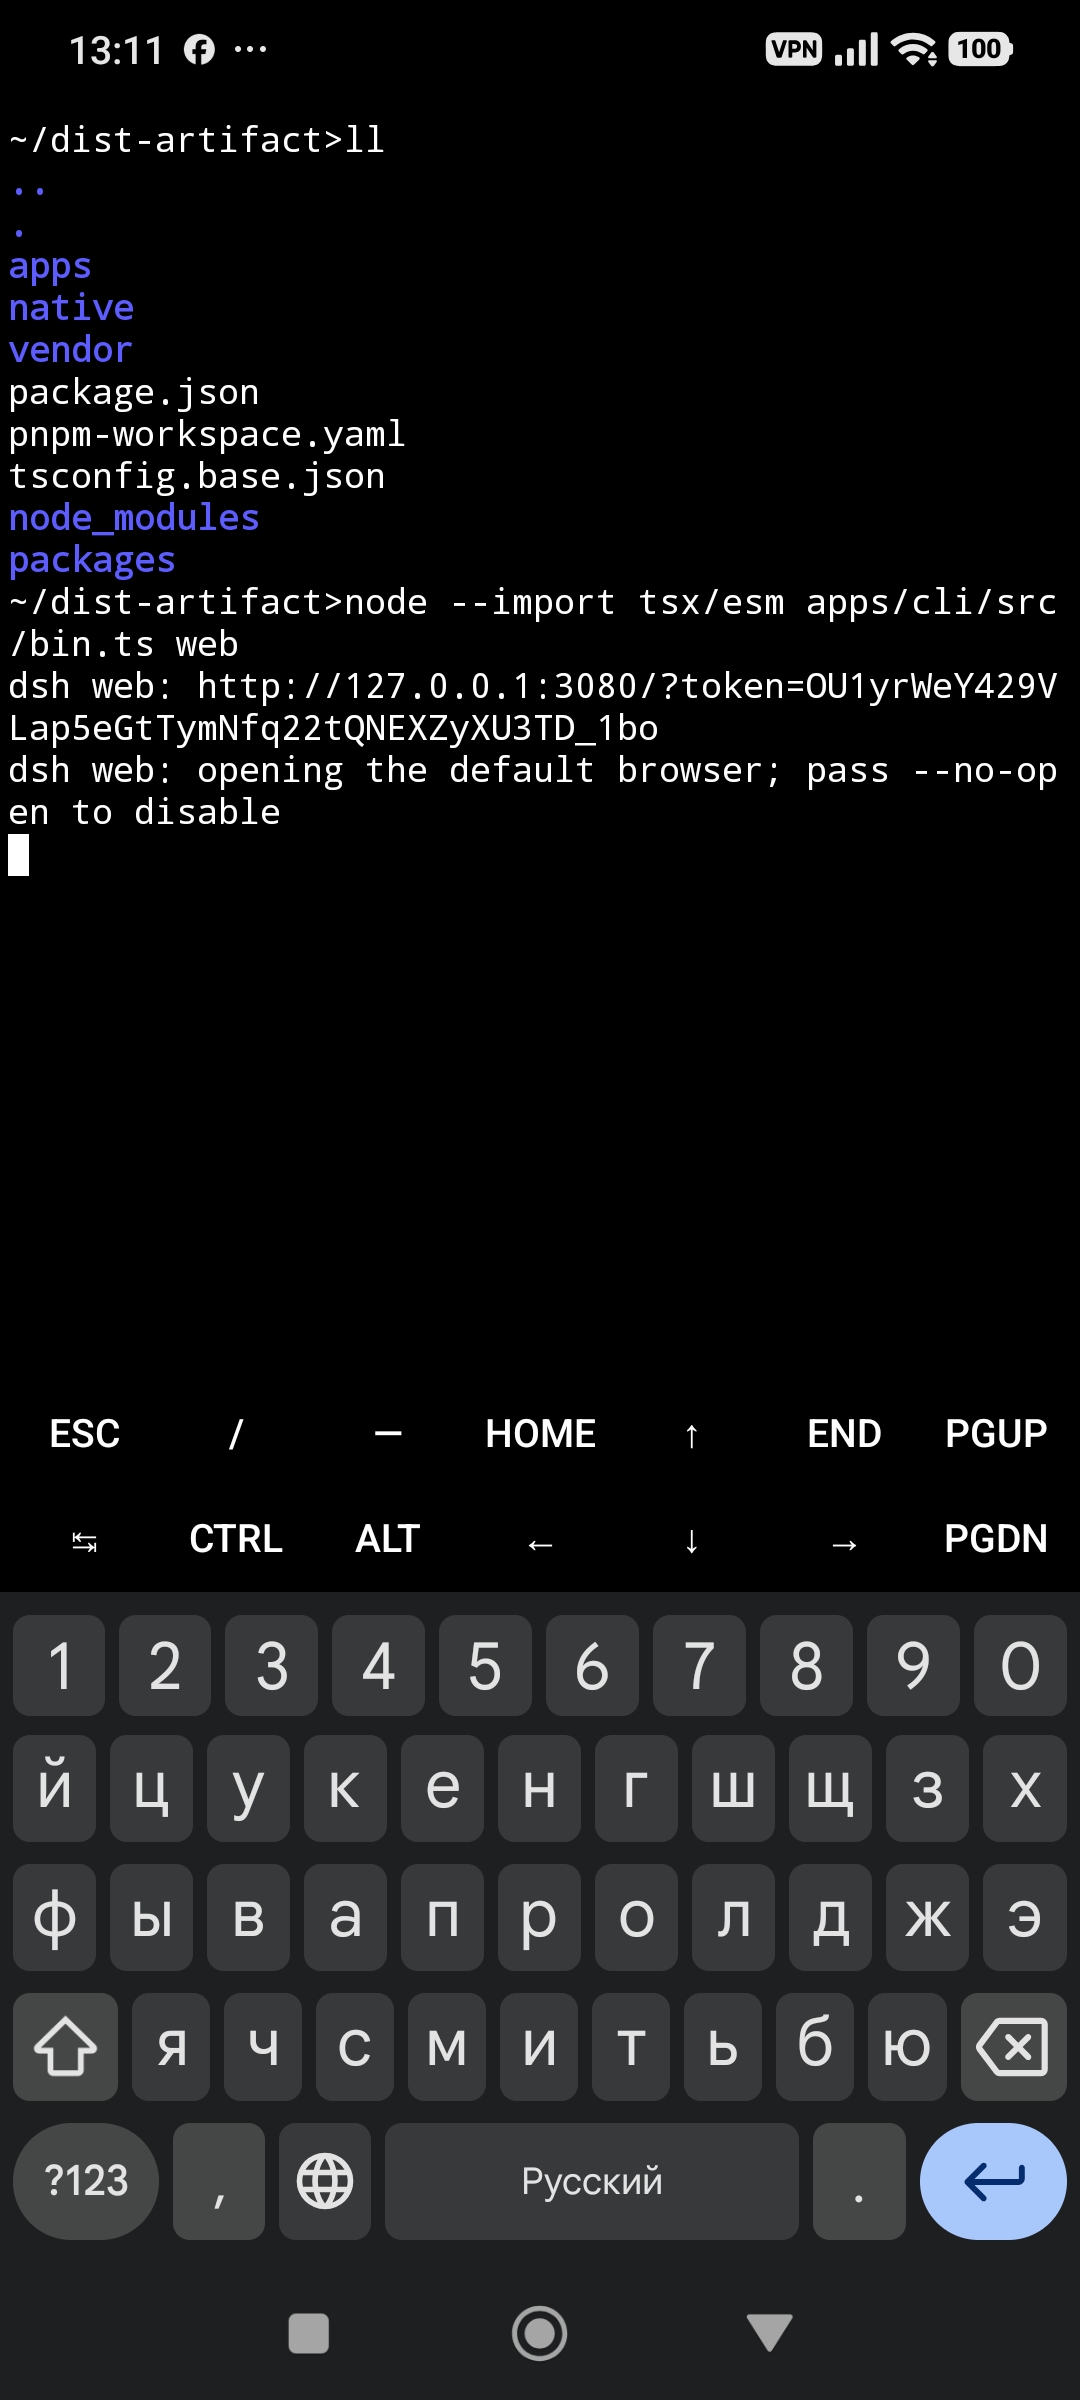 13:11
VPN
100
~/dist-artifact>ll
..
.
apps
native
vendor
package.json
pnpm-workspace.yaml
tsconfig.base.json
node_modules
packages
~/dist-artifact>node --import tsx/esm apps/cli/src
/bin.ts web
dsh web: http://127.0.0.1:3080/?token=OU1yrWeY429V
Lap5eGtTymNfq22tQNEXZyXU3TD_1bo
dsh web: opening the default browser; pass --no-op
en to disable
ESC / — HOME ↑ END PGUP
↹ CTRL ALT ← ↓ → PGDN
1 2 3 4 5 6 7 8 9 0
й ц у к е н г ш щ з х
ф ы в а п р о л д ж э
я ч с м и т ь б ю
?123 , Русский .